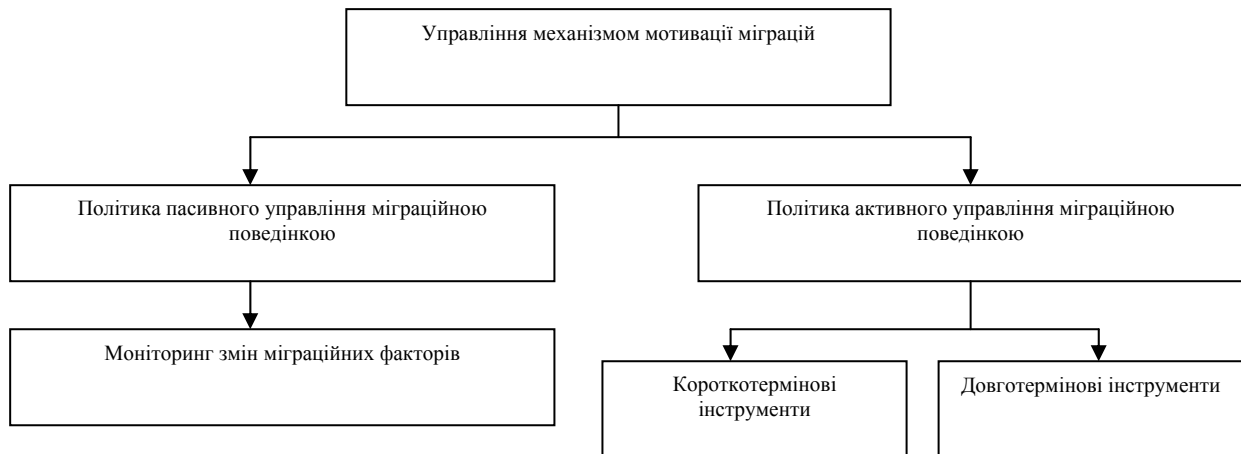 Управління механізмом мотивації міграцій
Політика пасивного управління міграційною
поведінкою
Політика активного управління міграційною
поведінкою
Моніторинг змін міграційних факторів
Короткотермінові
інструменти
Довготермінові інструменти